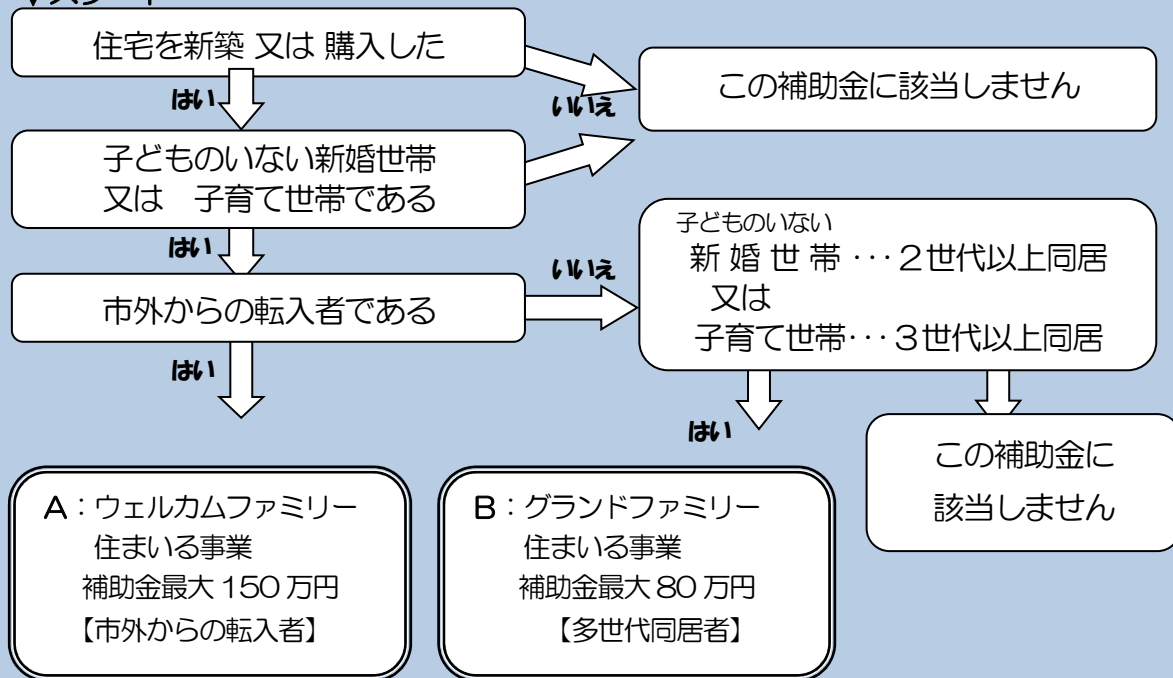 住宅を新築 又は 購入した
はい
いいえ
この補助金に該当しません
子どものいない新婚世帯
又は 子育て世帯である
はい
いいえ
市外からの転入者である
子どものいない
新 婚 世 帯 ・・・2世代以上同居
又は
子育て世帯・・・3世代以上同居
はい
はい
この補助金に
該当しません
A:ウェルカムファミリー
住まいる事業
補助金最大 150 万円
【市外からの転入者】
B:グランドファミリー
住まいる事業
補助金最大 80 万円
【多世代同居者】